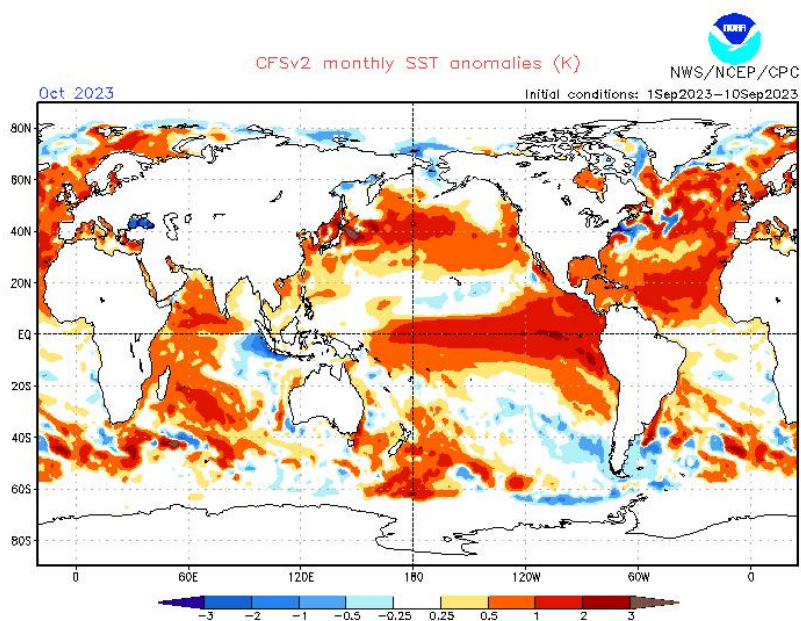 NOAA
CFSv2 monthly SST anomalies (K)
NWS/NCEP/CPC
Oct 2023
Initial conditions: 1Sep2023-10Sep2023
80N
60N
40N
20N
EQ
20S
40S
60S
80S
0 60E 120E 180 120W 60W 0
-3 -2 -1 -0.5 -0.25 0.25 0.5 1 2 3